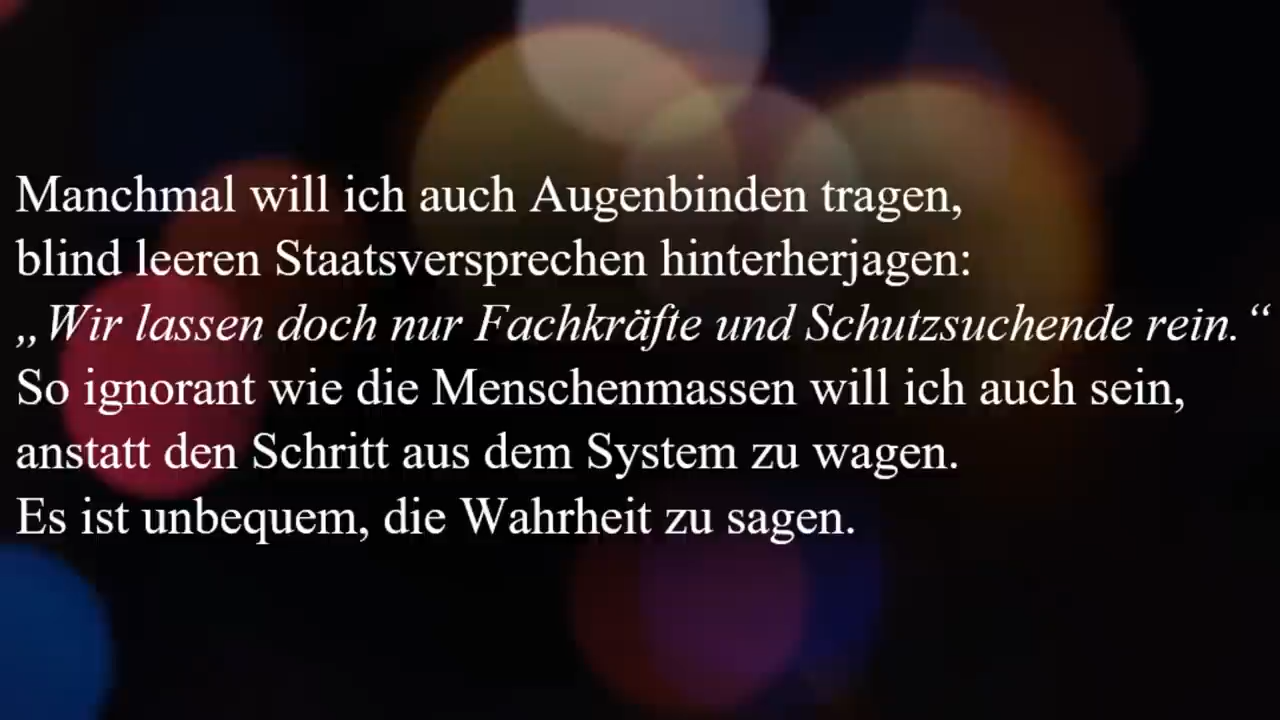 Manchmal will ich auch Augenbinden tragen,
blind leeren Staatsversprechen hinterherjagen:
„Wir lassen doch nur Fachkräfte und Schutzsuchende rein.“
So ignorant wie die Menschenmassen will ich auch sein,
anstatt den Schritt aus dem System zu wagen.
Es ist unbequem, die Wahrheit zu sagen.